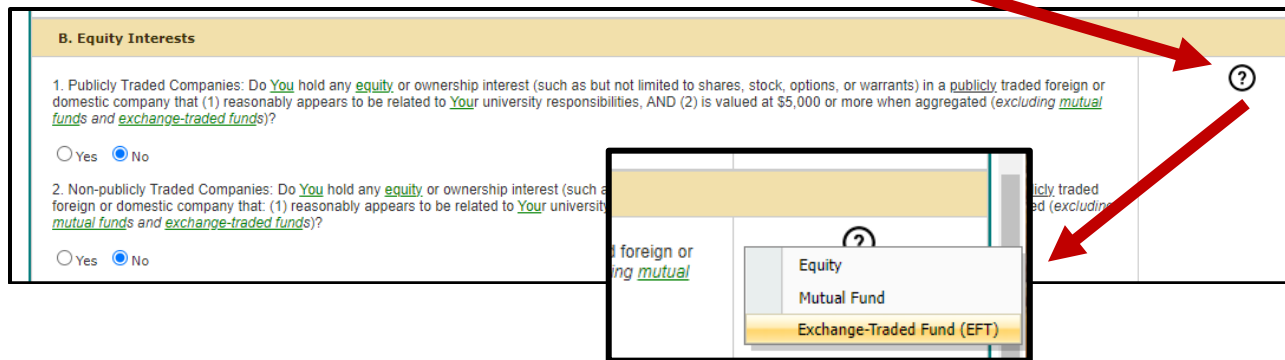 B. Equity Interests
1. Publicly Traded Companies: Do You hold any equity or ownership interest (such as but not limited to shares, stock, options, or warrants) in a publicly traded foreign or
domestic company that (1) reasonably appears to be related to Your university responsibilities, AND (2) is valued at $5,000 or more when aggregated (excluding mutual
funds and exchange-traded funds)?
Yes No
2. Non-publicly Traded Companies: Do You hold any equity or ownership interest (such a
icly traded
foreign or domestic company that: (1) reasonably appears to be related to Your university
ed (excluding
mutual funds and exchange-traded funds)?
Yes No
d foreign or
ing mutual
?
?
Equity
Mutual Fund
Exchange-Traded Fund (EFT)